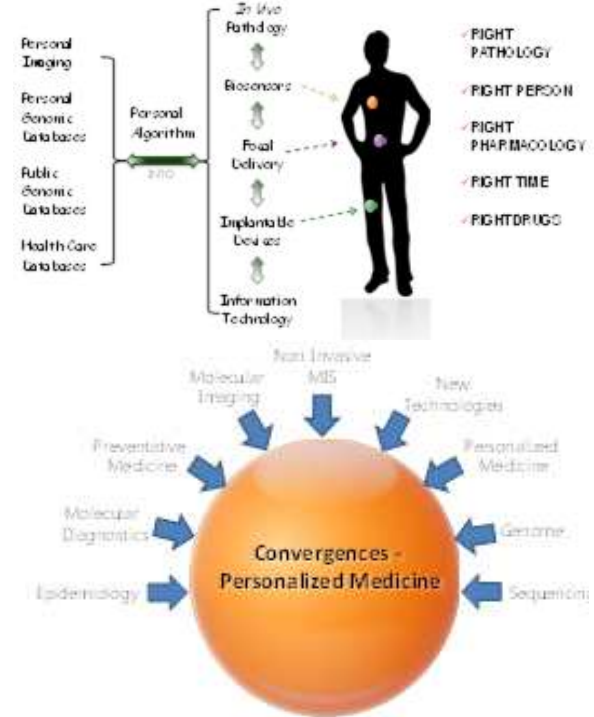 Personal
Imaging
Personal
Genomic
Databases
Public
Genomic
Databases
Health Care
Databases
Personal
Algorithm
In Vivo
Pathology
Biosensors
Focal
Delivery
Implantable
Devices
Information
Technology
✓RIGHT
PATHOLOGY
✓RIGHT PERSON
✓RIGHT
PHARMACOLOGY
✓RIGHT TIME
✓RIGHT DRUGS
Non Invasive
MIS
Molecular
Imaging
New
Technologies
Preventative
Medicine
Personalized
Medicine
Molecular
Diagnostics
Genome
Epidemiology
Sequencing
Convergences -
Personalized Medicine